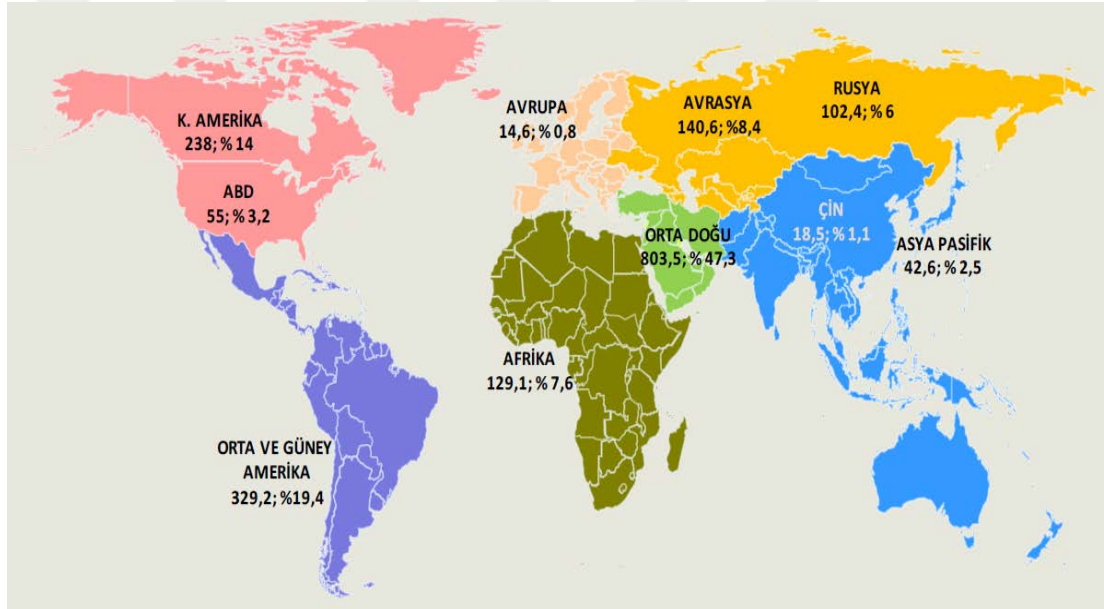 K. AMERİKA
238; % 14
ABD
55; % 3,2
ORTA VE GÜNEY
AMERİKA
329,2; %19,4
AVRUPA
14,6; % 0,8
AVRASYA
140,6; %8,4
RUSYA
102,4; % 6
ORTA DOĞU
803,5; % 47,3
ÇİN
18,5; % 1,1
ASYA PASİFİK
42,6; % 2,5
AFRİKA
129,1; % 7,6